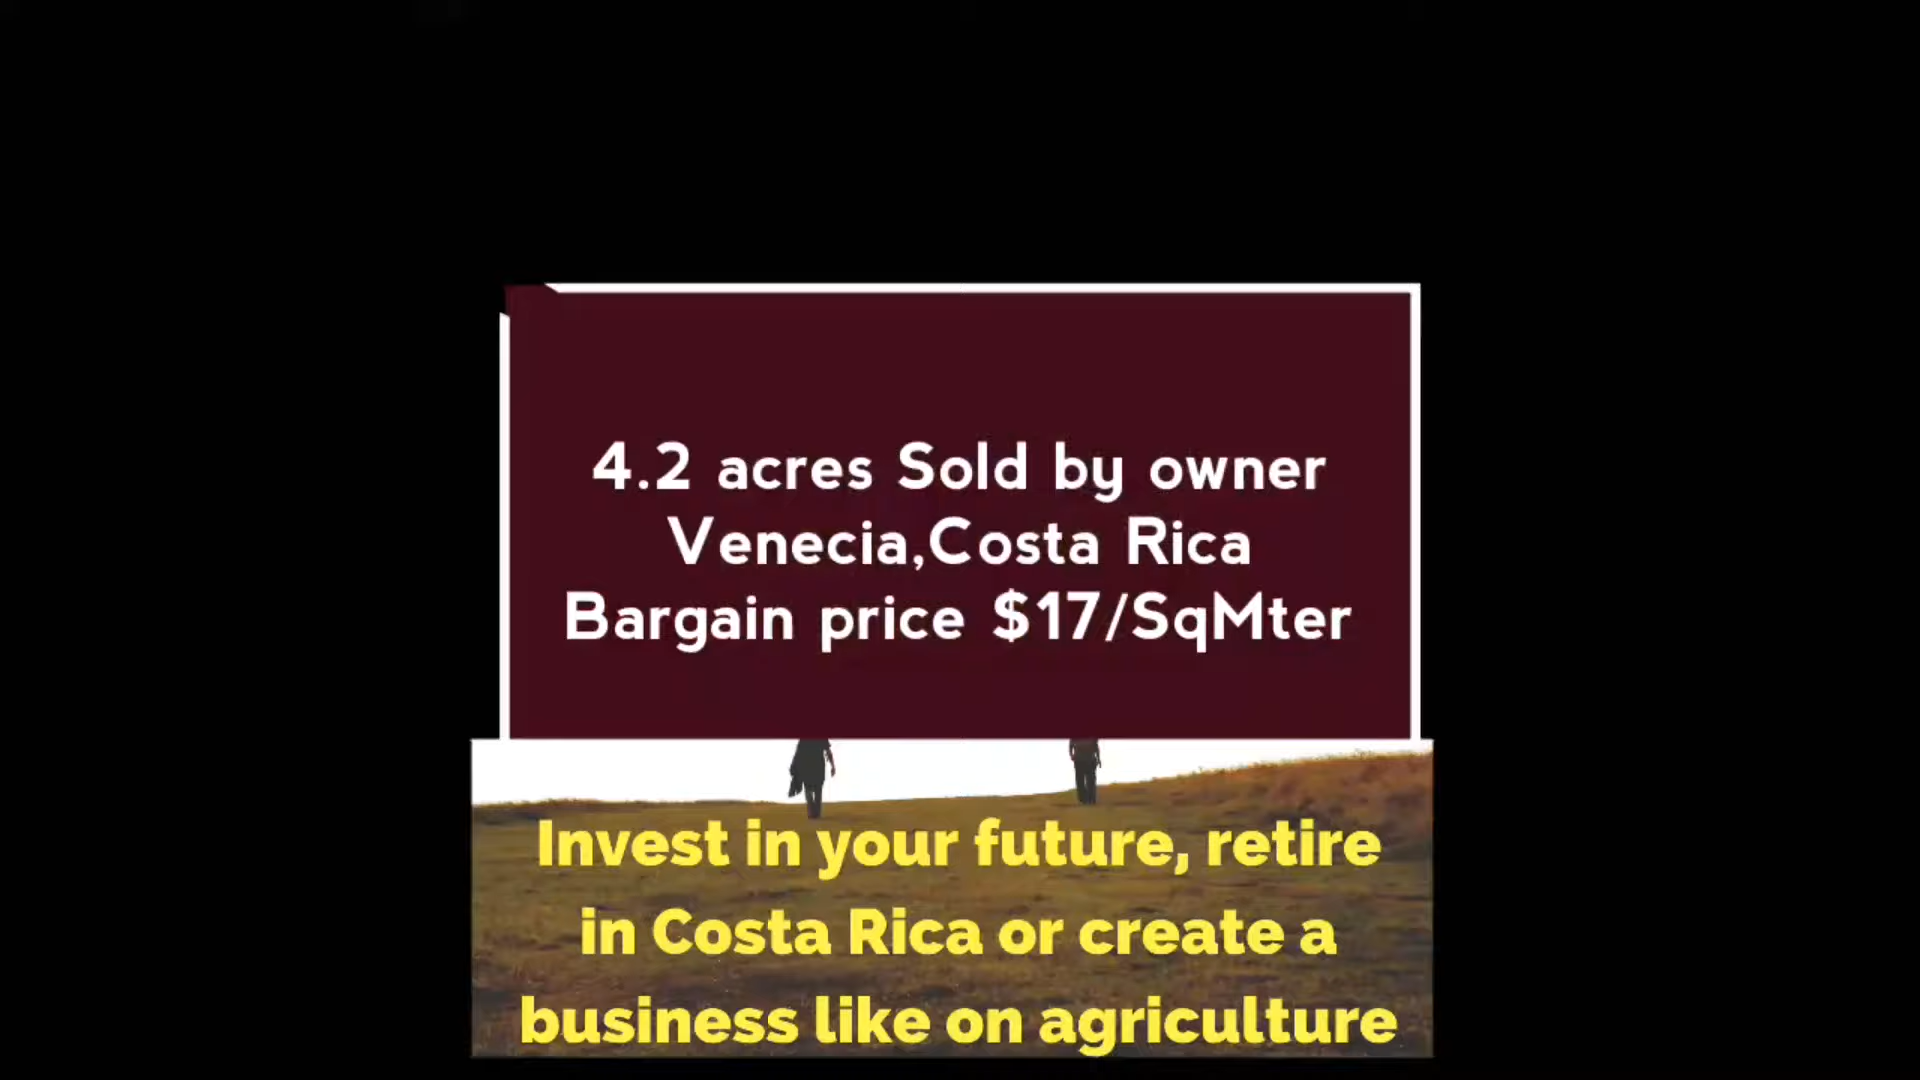 4.2 acres Sold by owner
Venecia,Costa Rica
Bargain price $17/SqMter
Invest in your future, retire
in Costa Rica or create a
business like on agriculture